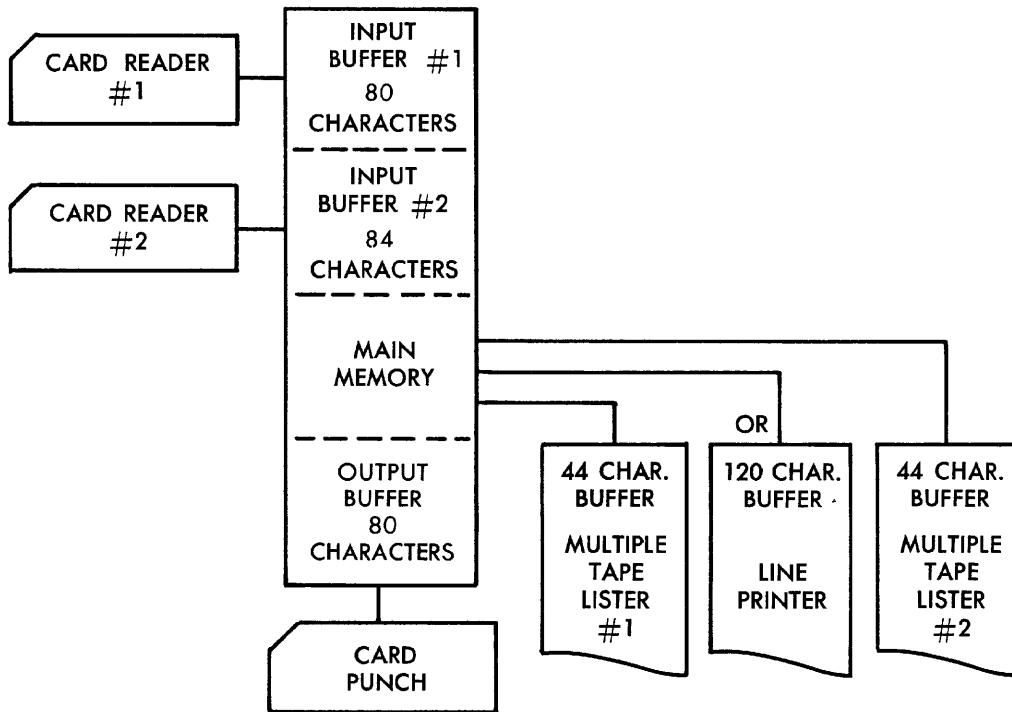 CARD READER
#1
INPUT
BUFFER #1
80
CHARACTERS
CARD READER
#2
INPUT
BUFFER #2
84
CHARACTERS
MAIN
MEMORY
OUTPUT
BUFFER
80
CHARACTERS
CARD
PUNCH
44 CHAR.
BUFFER
MULTIPLE
TAPE
LISTER
#1
OR
120 CHAR.
BUFFER
LINE
PRINTER
44 CHAR.
BUFFER
MULTIPLE
TAPE
LISTER
#2